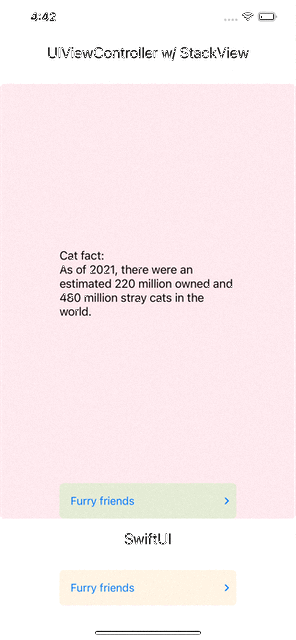 4:42
UIViewController w/ StackView
Cat fact:
As of 2021, there were an
estimated 220 million owned and
480 million stray cats in the
world.
Furry friends
SwiftUI
Furry friends